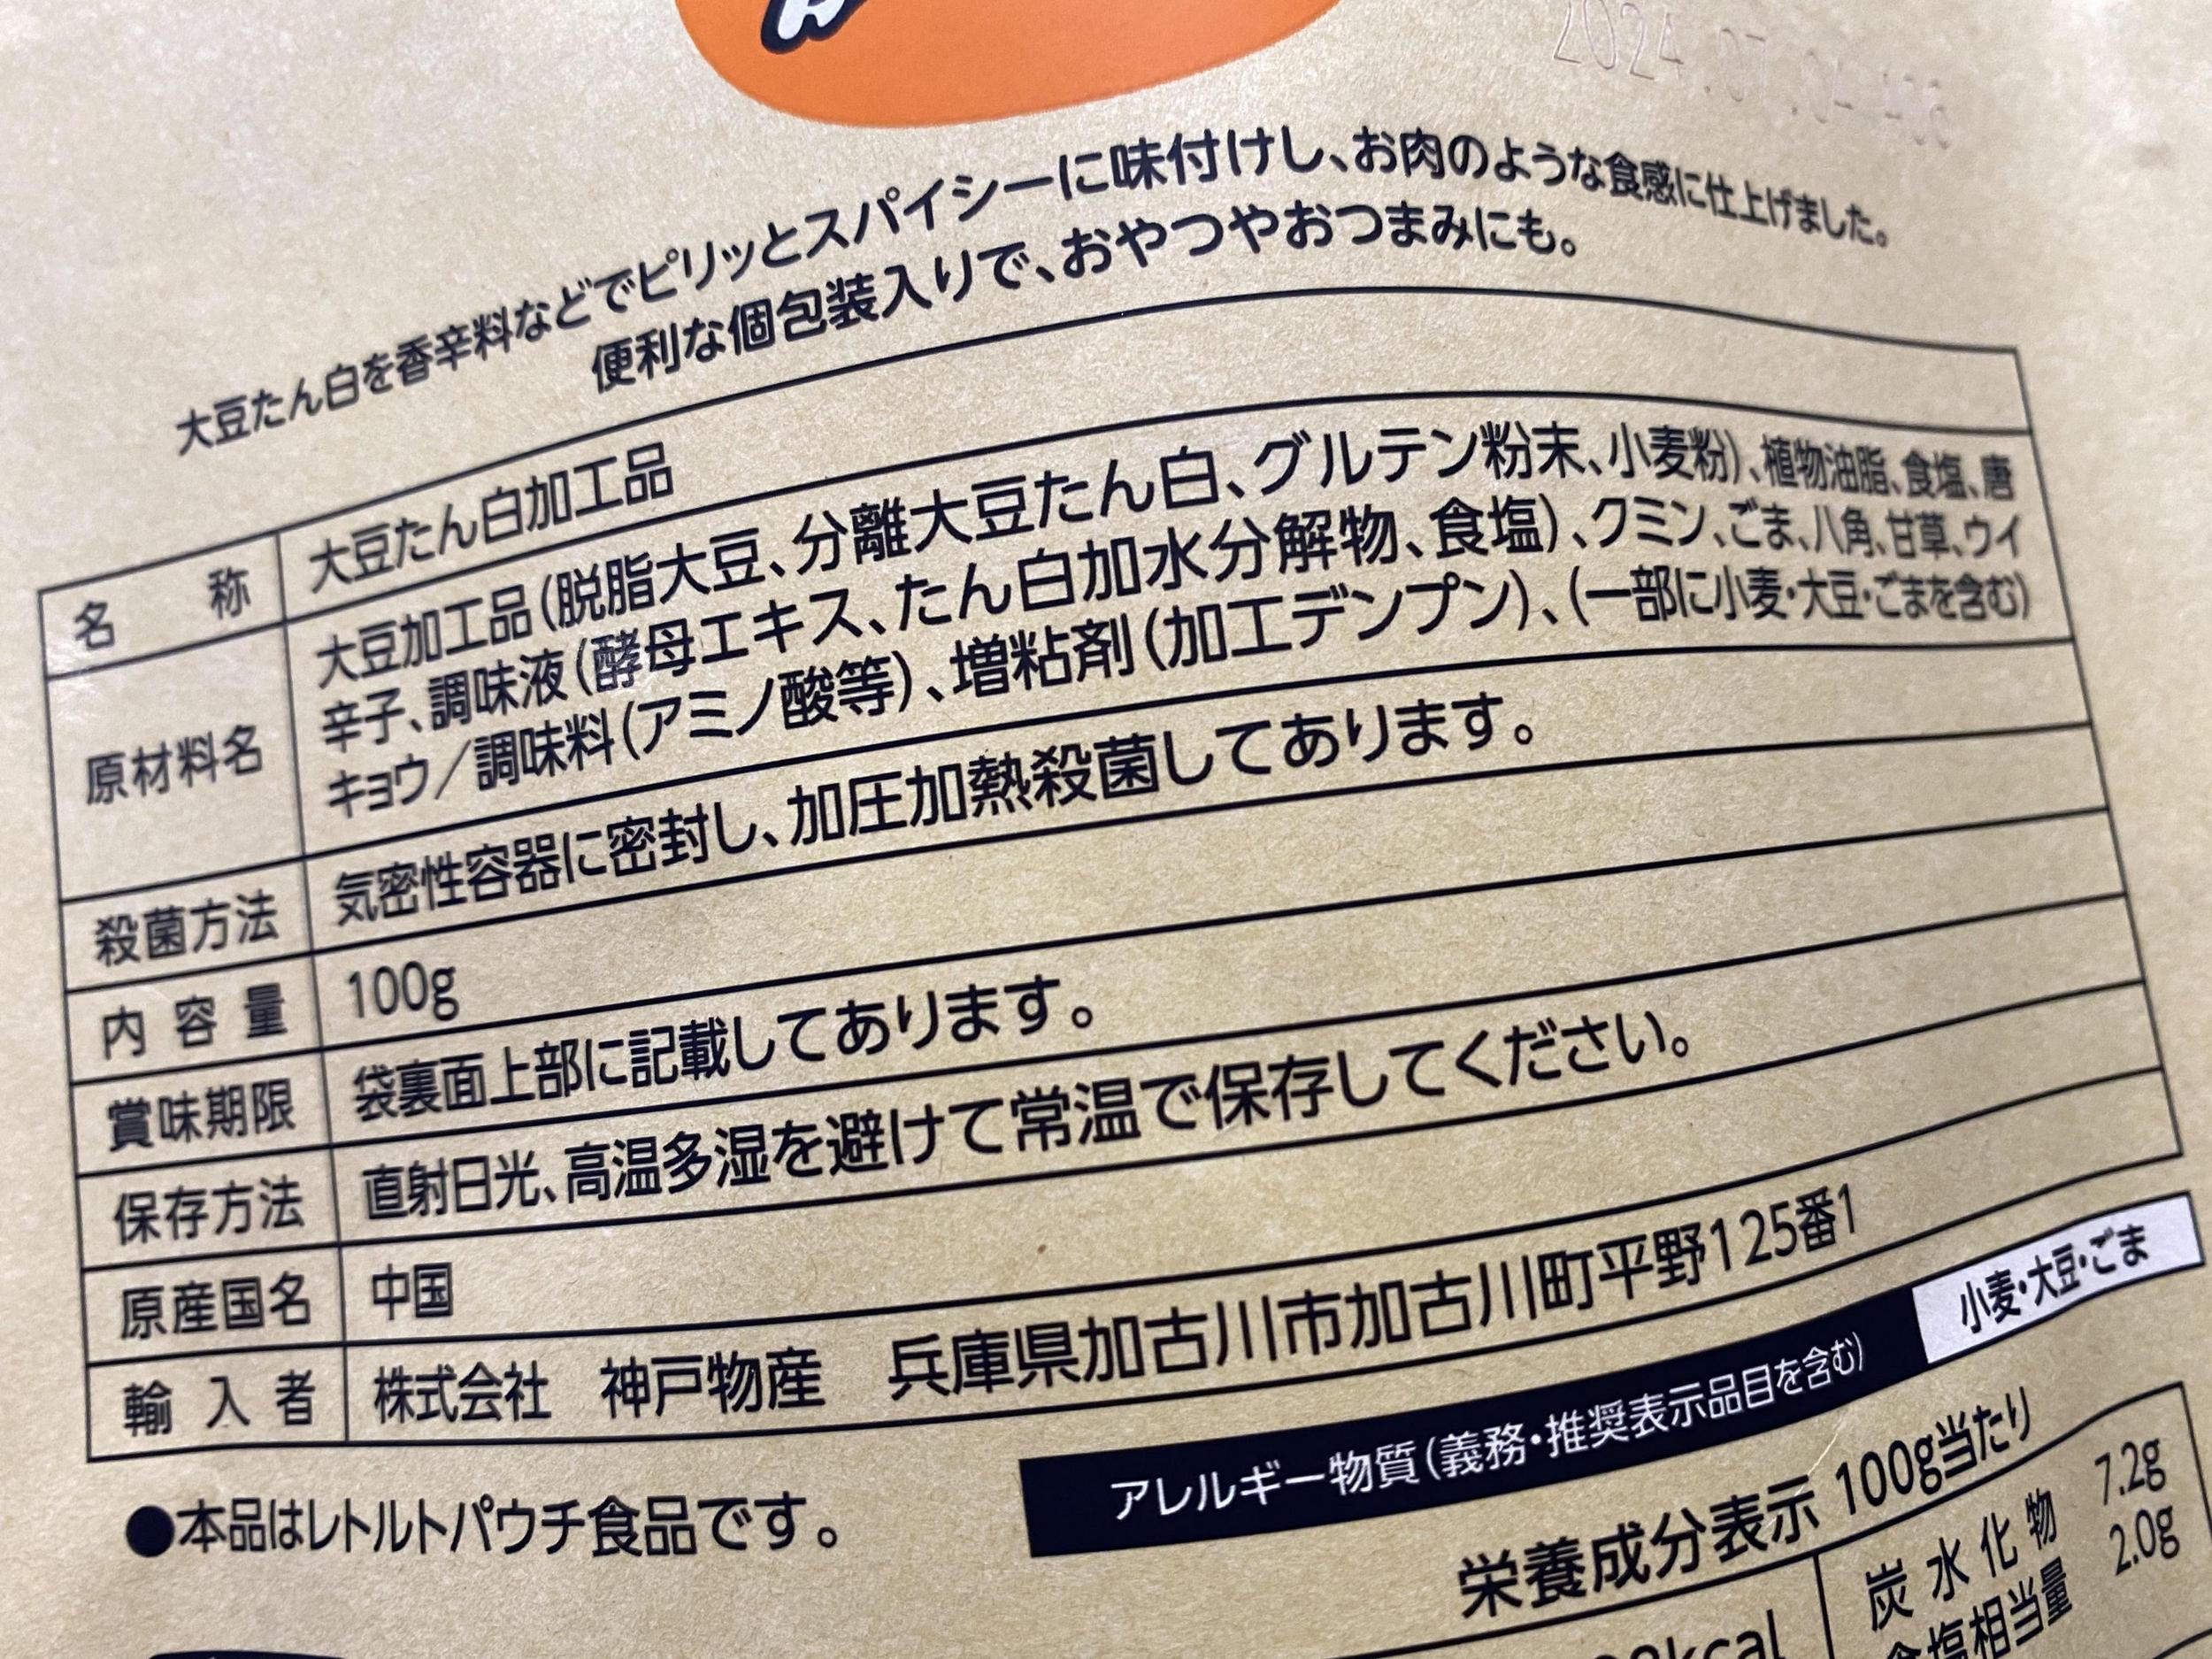 2024.07.04
大豆たん白を香辛料などでピリッとスパイシーに味付けし、お肉のような食感に仕上げました。
便利な個包装入りで、おやつやおつまみにも。
名称 大豆たん白加工品
原材料名 大豆加工品(脱脂大豆、分離大豆たん白、グルテン粉末、小麦粉)、植物油脂、食塩、唐
辛子、調味液(酵母エキス、たん白加水分解物、食塩)、クミン、ごま、八角、甘草、ウイ
キョウ/調味料(アミノ酸等)、増粘剤(加工デンプン)、(一部に小麦・大豆・ごまを含む)
殺菌方法 気密性容器に密封し、加圧加熱殺菌してあります。
内容量 100g
賞味期限 袋裏面上部に記載してあります。
保存方法 直射日光、高温多湿を避けて常温で保存してください。
原産国名 中国
輸入者 株式会社 神戸物産 兵庫県加古川市加古川町平野125番1
●本品はレトルトパウチ食品です。
アレルギー物質(義務・推奨表示品目を含む) 小麦・大豆・ごま
栄養成分表示 100g当たり
炭水化物 7.2g
食塩相当量 2.0g
kcal